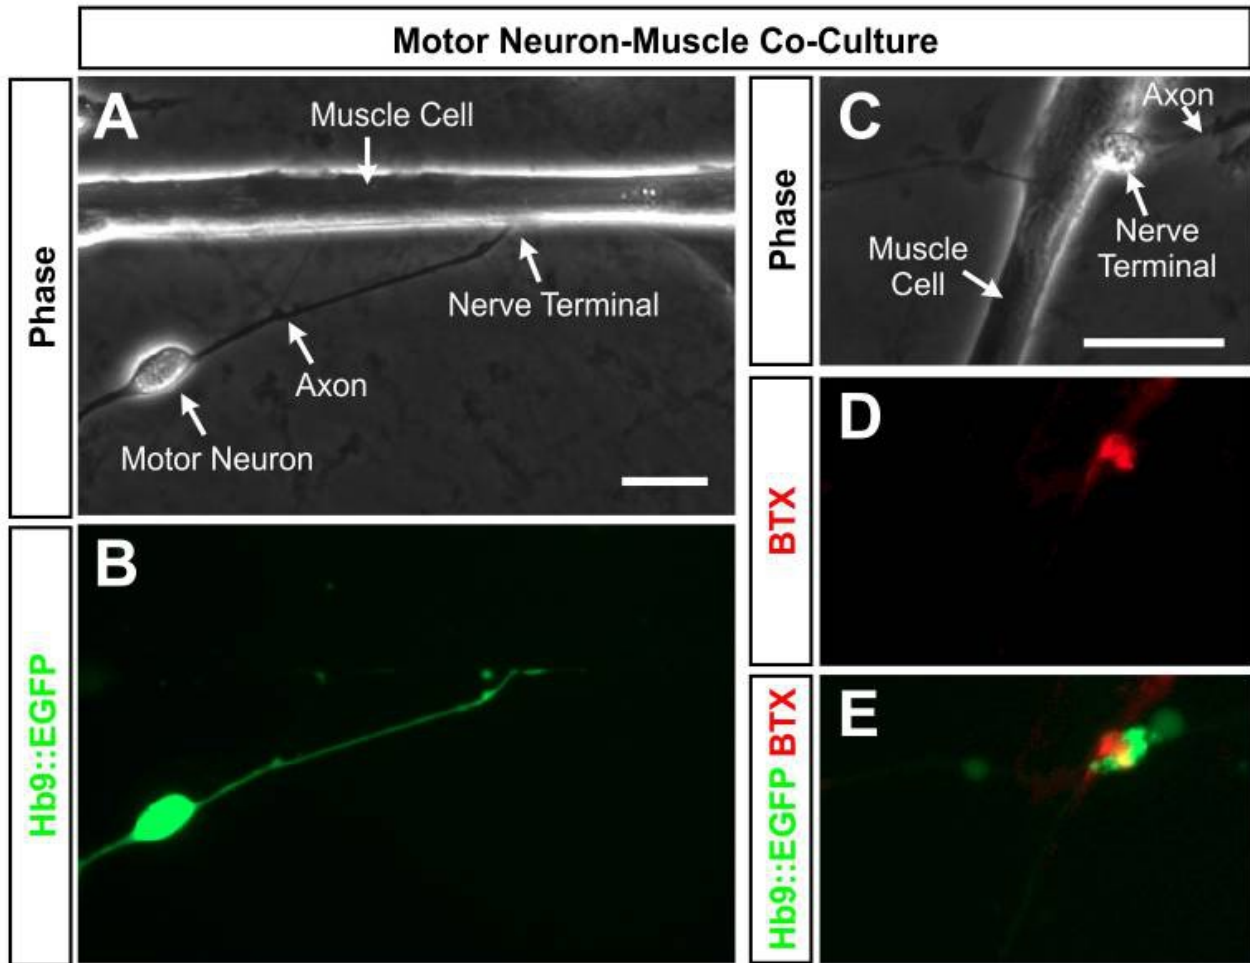 Motor Neuron-Muscle Co-Culture
Phase
A
Muscle Cell
Nerve Terminal
Axon
Motor Neuron
Hb9::EGFP
B
Phase
C
Axon
Nerve
Terminal
Muscle
Cell
BTX
D
Hb9::EGFP BTX
E